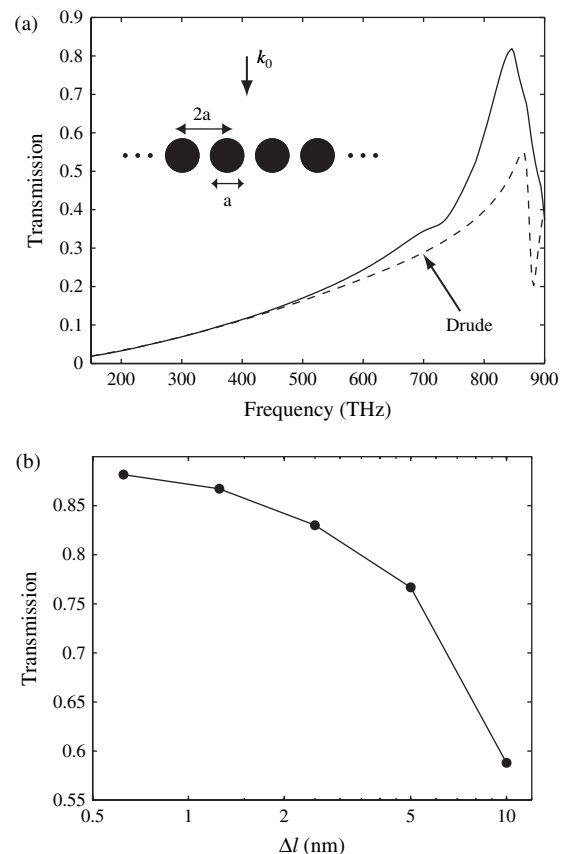 (a)
0.9
0.8
0.7
0.6
0.5
0.4
0.3
0.2
0.1
0
Transmission
k₀
2a
a
Drude
200 300 400 500 600 700 800 900
Frequency (THz)
(b)
0.85
0.8
0.75
0.7
0.65
0.6
0.55
Transmission
0.5 1 2 5 10
Δl (nm)